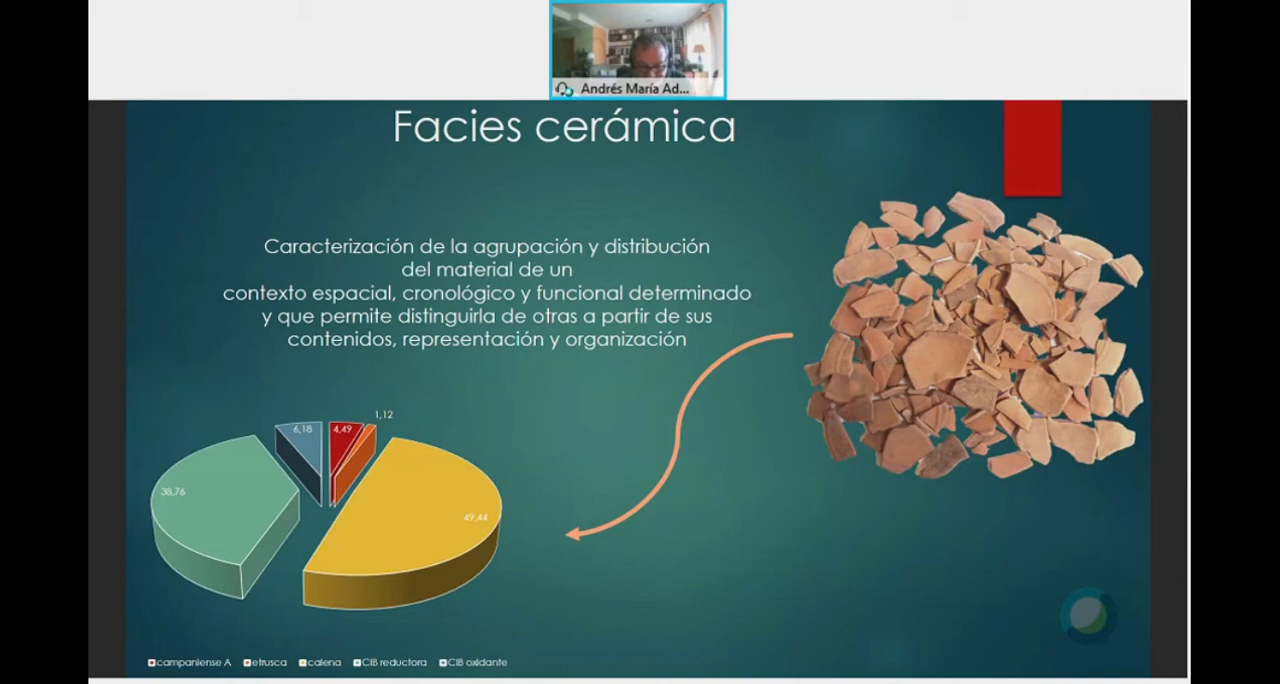 Andrés María Ad...
Facies cerámica
Caracterización de la agrupación y distribución
del material de un
contexto espacial, cronológico y funcional determinado
y que permite distinguirla de otras a partir de sus
contenidos, representación y organización
1,12
6,18
4,49
38,76
49,44
campaniense A etrusca calena CIB reductora CIB oxidante